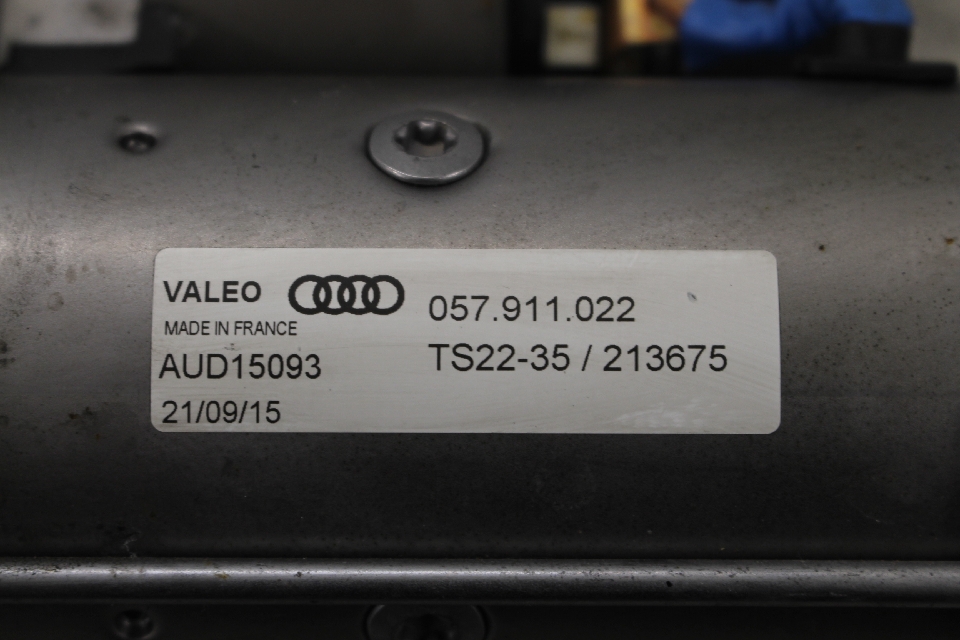 VALEO
MADE IN FRANCE
AUD15093
21/09/15
057.911.022
TS22-35 / 213675